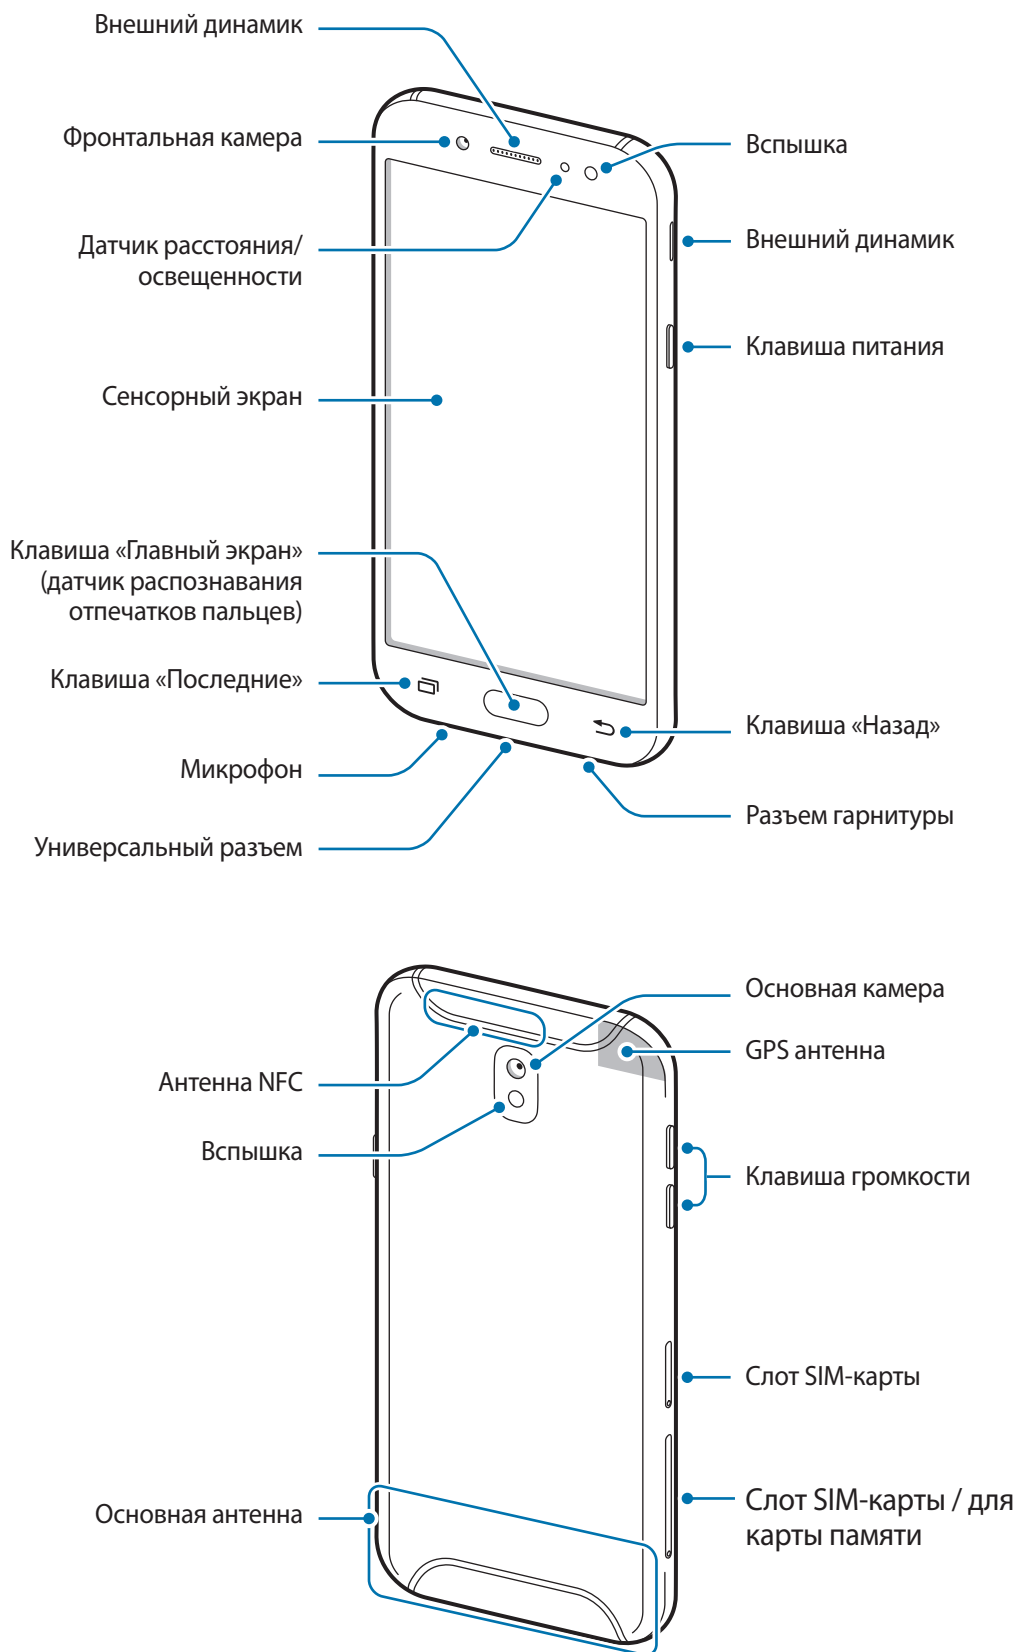 Внешний динамик
Фронтальная камера
Вспышка
Датчик расстояния/
освещенности
Внешний динамик
Клавиша питания
Сенсорный экран
Клавиша «Главный экран»
(датчик распознавания
отпечатков пальцев)
Клавиша «Последние»
Клавиша «Назад»
Микрофон
Разъем гарнитуры
Универсальный разъем
Основная камера
GPS антенна
Антенна NFC
Вспышка
Клавиша громкости
Слот SIM-карты
Слот SIM-карты / для
карты памяти
Основная антенна